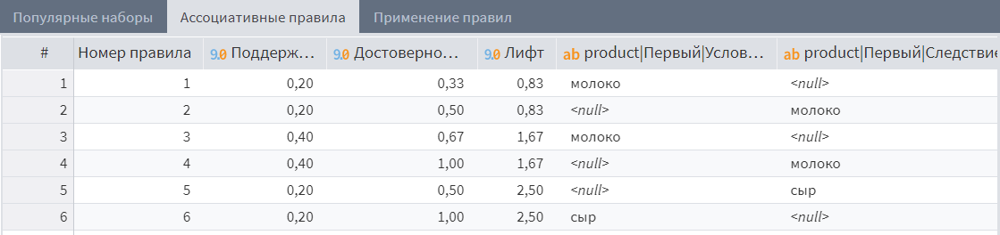 Популярные наборы Ассоциативные правила Применение правил
# Номер правила 9.0 Поддерж... 9.0 Достоверно... 9.0 Лифт ab product|Первый|Услов... ab product|Первый|Следствие
1 1 0,20 0,33 0,83 молоко <null>
2 2 0,20 0,50 0,83 <null> молоко
3 3 0,40 0,67 1,67 молоко <null>
4 4 0,40 1,00 1,67 <null> молоко
5 5 0,20 0,50 2,50 <null> сыр
6 6 0,20 1,00 2,50 сыр <null>